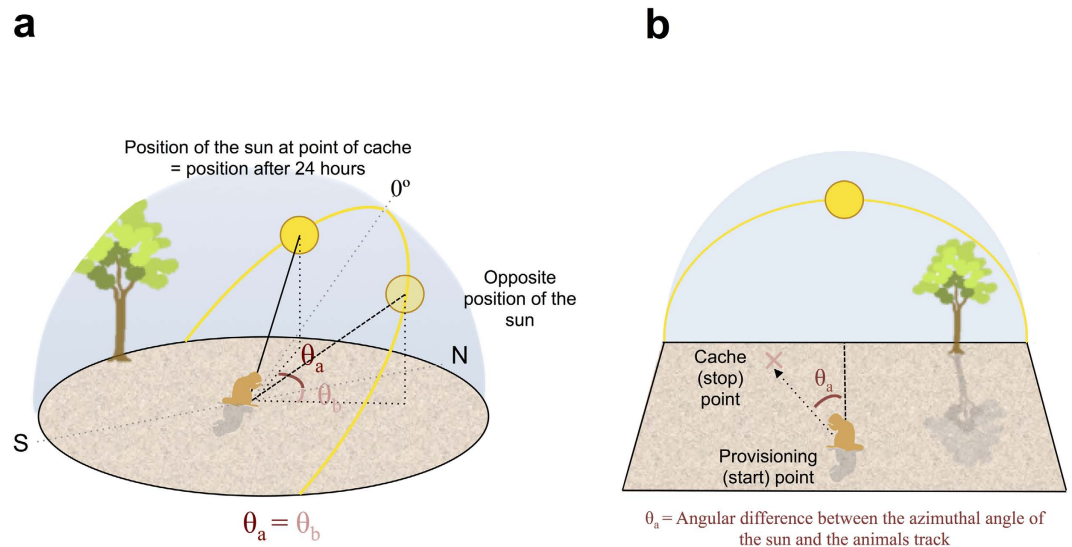 a
b
Position of the sun at point of cache
= position after 24 hours
0º
Opposite
position of the
sun
N
θa
θb
S
θa = θb
Cache
(stop)
point
θa
Provisioning
(start) point
θa = Angular difference between the azimuthal angle of
the sun and the animals track